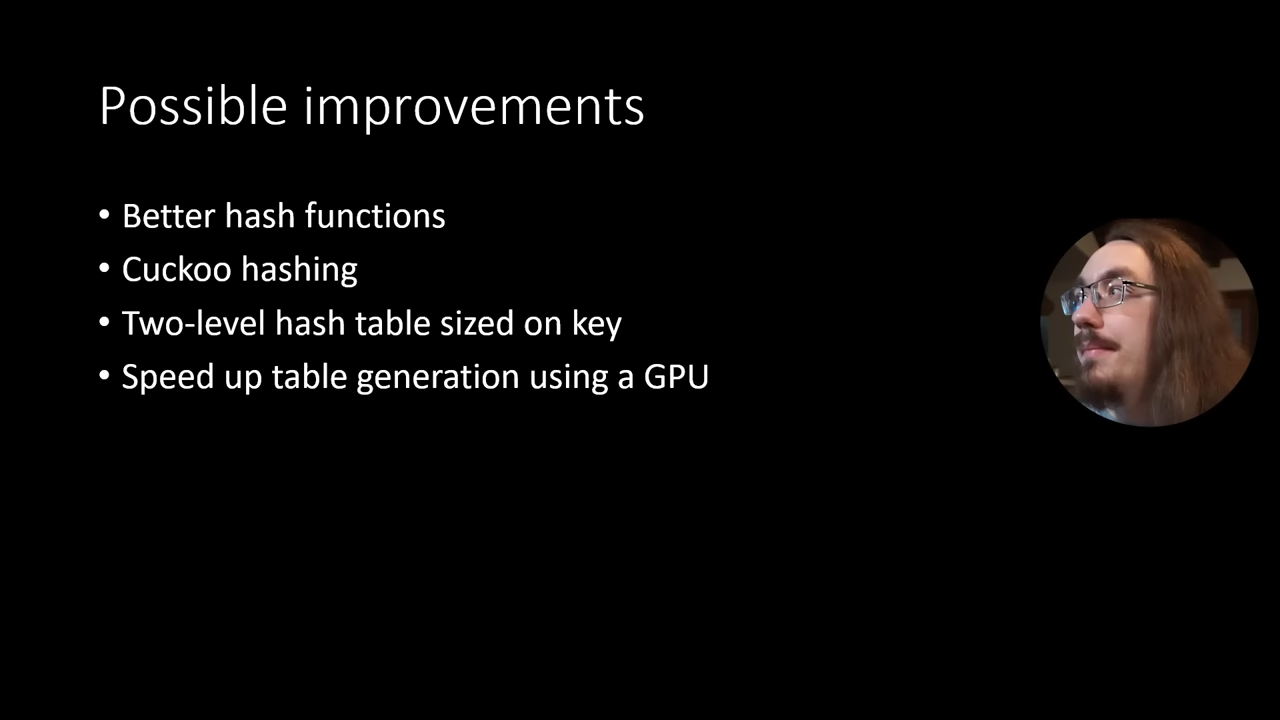 Possible improvements
• Better hash functions
• Cuckoo hashing
• Two-level hash table sized on key
• Speed up table generation using a GPU